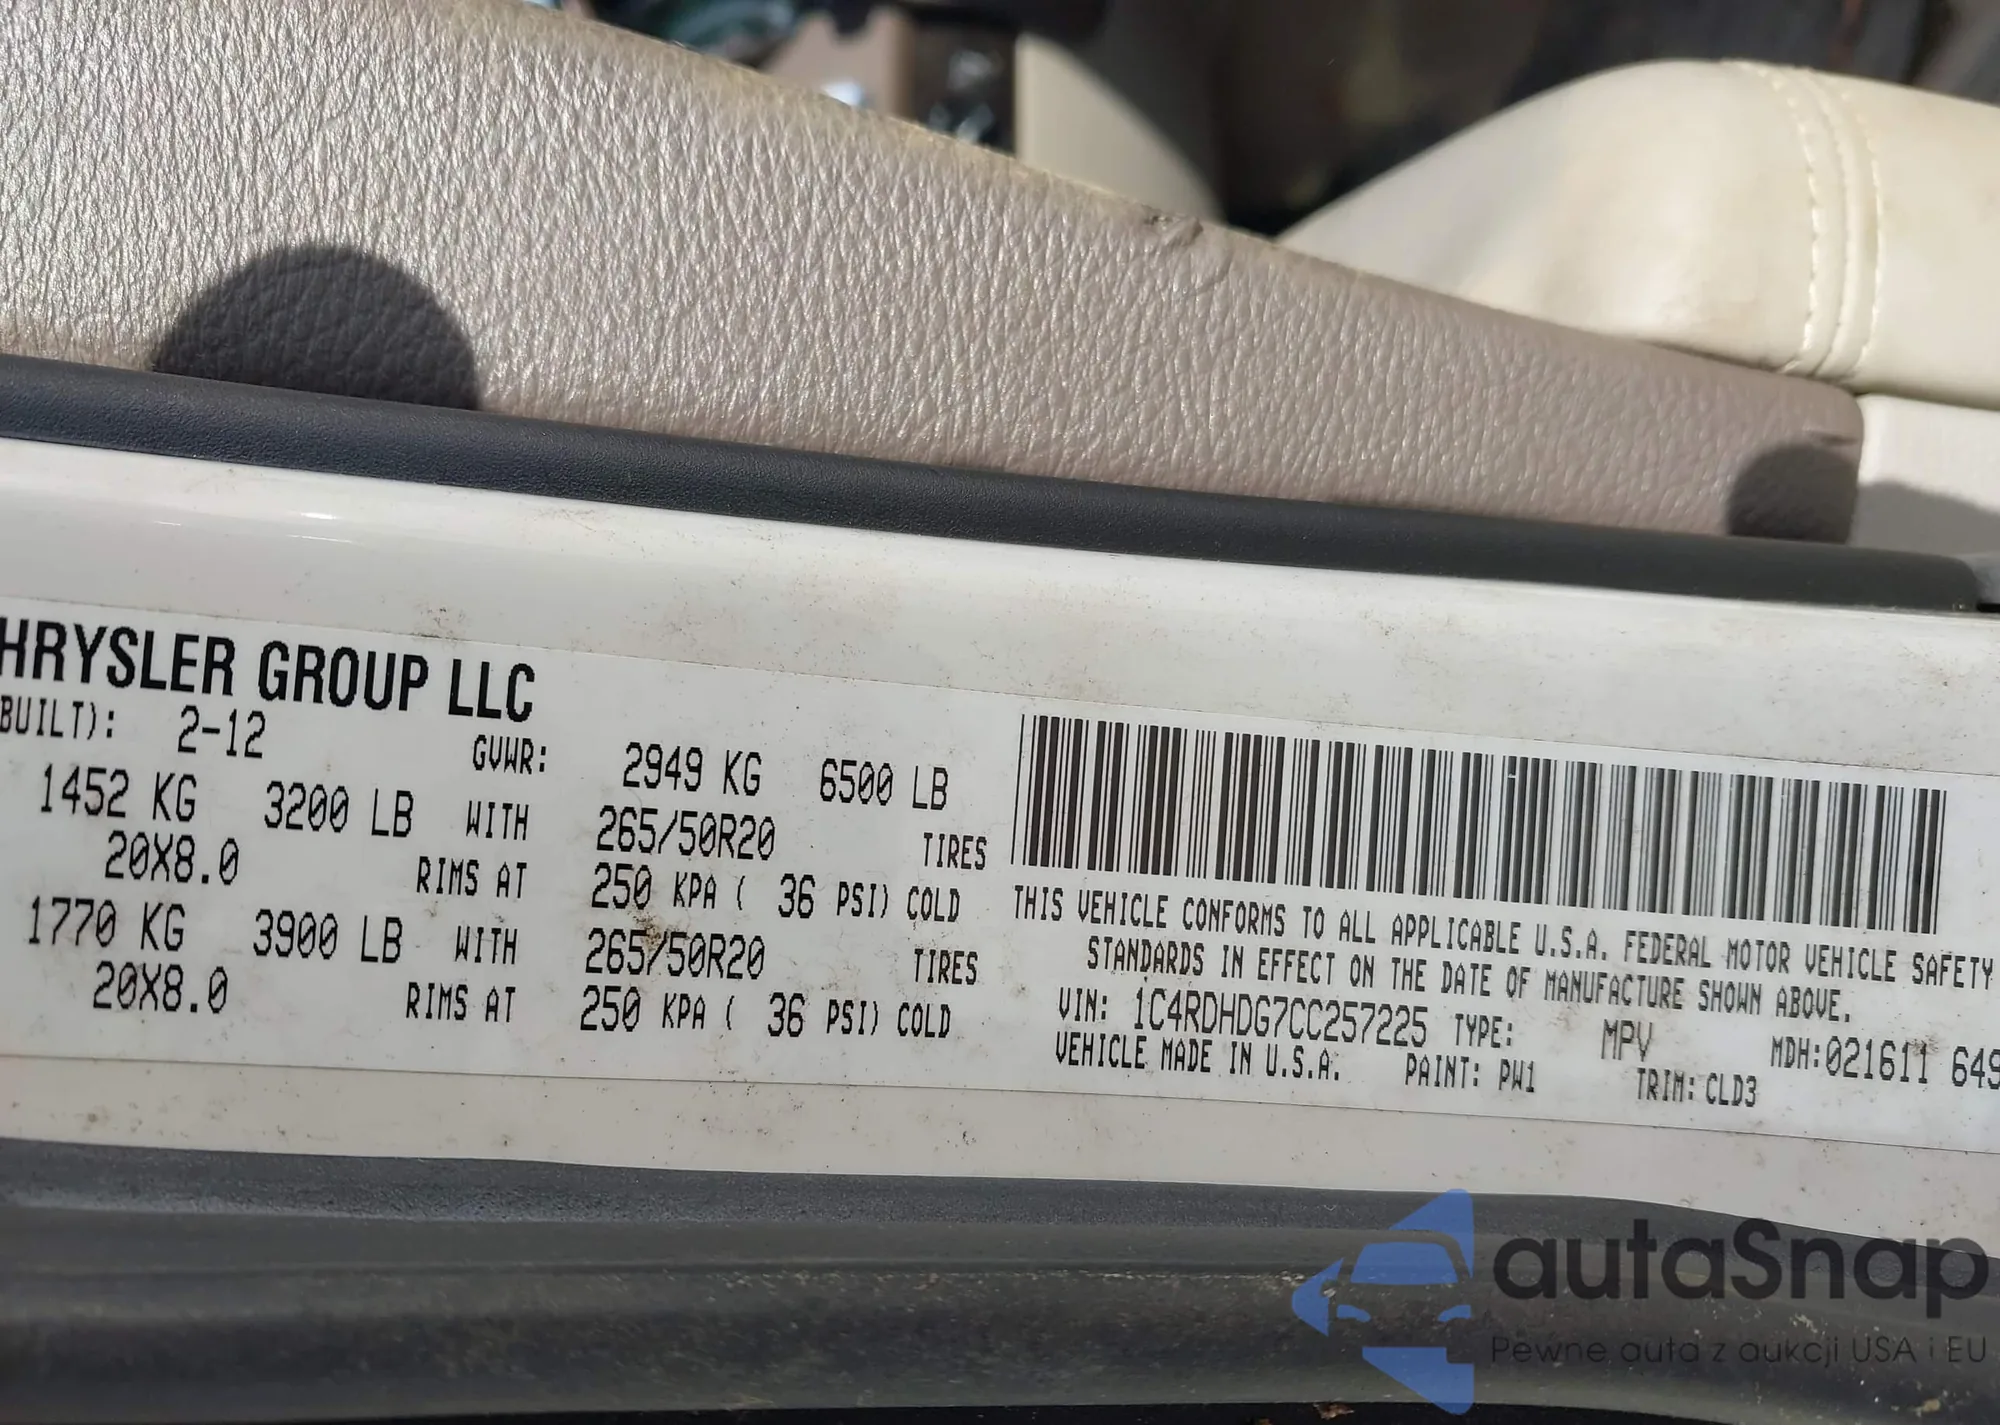 HRYSLER GROUP LLC
BUILT): 2-12 GVWR: 2949 KG 6500 LB
1452 KG 3200 LB WITH 265/50R20 TIRES
20X8.0 RIMS AT 250 KPA ( 36 PSI) COLD
1770 KG 3900 LB WITH 265/50R20 TIRES
20X8.0 RIMS AT 250 KPA ( 36 PSI) COLD
THIS VEHICLE CONFORMS TO ALL APPLICABLE U.S.A. FEDERAL MOTOR VEHICLE SAFETY
STANDARDS IN EFFECT ON THE DATE OF MANUFACTURE SHOWN ABOVE.
VIN: 1C4RDHDG7CC257225 TYPE: MPV MDH:021611 649
VEHICLE MADE IN U.S.A. PAINT: PW1 TRIM: CLD3
autaSnap
Pewne auta z aukcji USA i EU